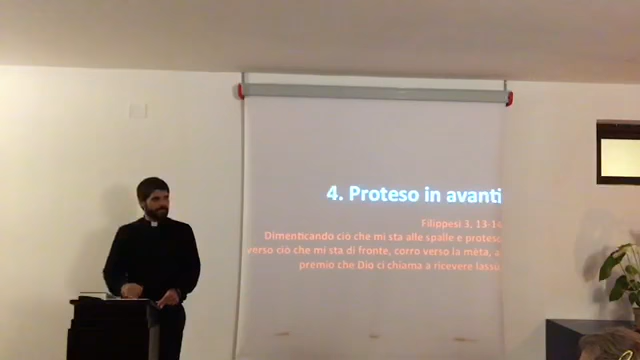 4. Proteso in avanti
Filippesi 3, 13-14
Dimenticando ciò che mi sta alle spalle e proteso
verso ciò che mi sta di fronte, corro verso la mèta, a
premio che Dio ci chiama a ricevere lassù